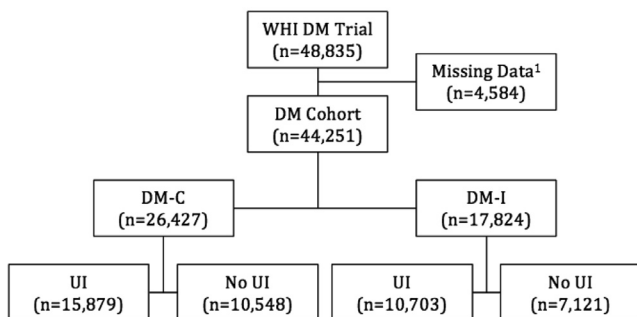 WHI DM Trial
(n=48,835)
Missing Data¹
(n=4,584)
DM Cohort
(n=44,251)
DM-C
(n=26,427)
DM-I
(n=17,824)
UI
(n=15,879)
No UI
(n=10,548)
UI
(n=10,703)
No UI
(n=7,121)